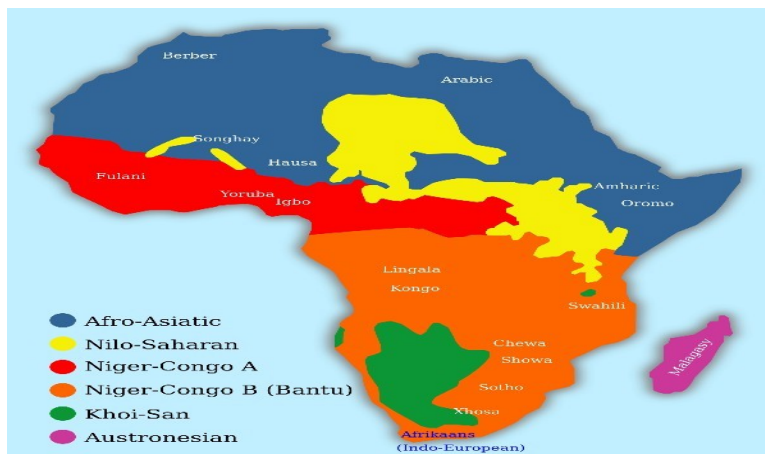 Berber
Arabic
Songhay
Hausa
Fulani
Amharic
Yoruba
Oromo
Igbo
Lingala
Kongo
Swahili
Chewa
Showa
Malagasy
Sotho
Xhosa
Afrikaans
(Indo-European)
Afro-Asiatic
Nilo-Saharan
Niger-Congo A
Niger-Congo B (Bantu)
Khoi-San
Austronesian